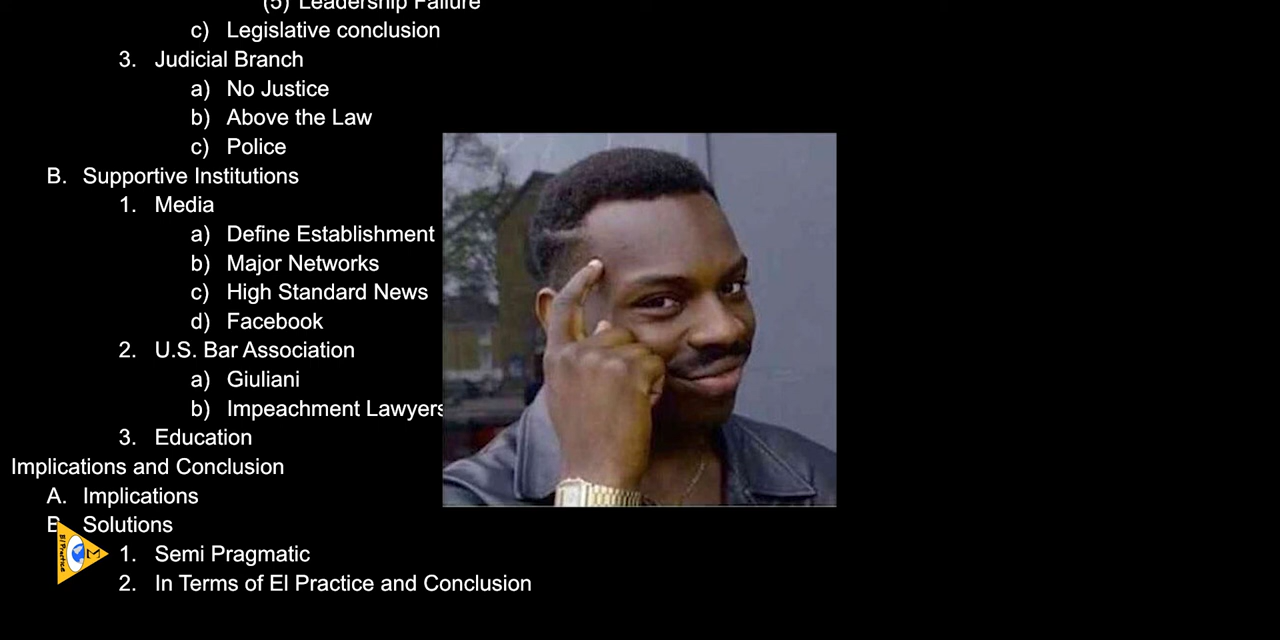 (5) Leadership Failure
c) Legislative conclusion
3. Judicial Branch
a) No Justice
b) Above the Law
c) Police
B. Supportive Institutions
1. Media
a) Define Establishment
b) Major Networks
c) High Standard News
d) Facebook
2. U.S. Bar Association
a) Giuliani
b) Impeachment Lawyers
3. Education
Implications and Conclusion
A. Implications
B. Solutions
El Practice
M
1. Semi Pragmatic
2. In Terms of El Practice and Conclusion